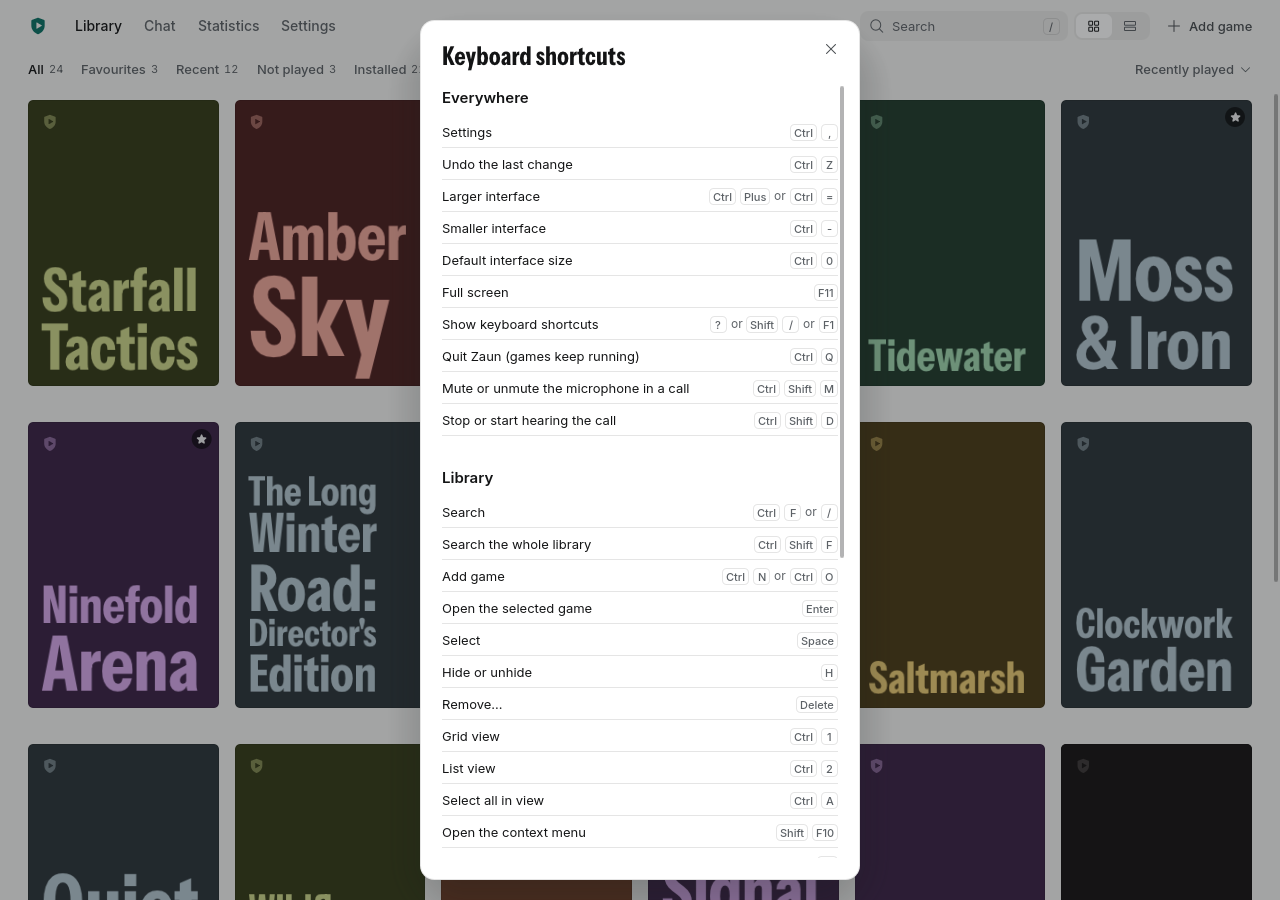 Library Chat Statistics Settings
Search / Add game
All 24 Favourites 3 Recent 12 Not played 3 Installed
Recently played
Keyboard shortcuts
Everywhere
Settings Ctrl ,
Undo the last change Ctrl Z
Larger interface Ctrl Plus or Ctrl =
Smaller interface Ctrl -
Default interface size Ctrl 0
Full screen F11
Show keyboard shortcuts ? or Shift / or F1
Quit Zaun (games keep running) Ctrl Q
Mute or unmute the microphone in a call Ctrl Shift M
Stop or start hearing the call Ctrl Shift D
Library
Search Ctrl F or /
Search the whole library Ctrl Shift F
Add game Ctrl N or Ctrl O
Open the selected game Enter
Select Space
Hide or unhide H
Remove... Delete
Grid view Ctrl 1
List view Ctrl 2
Select all in view Ctrl A
Open the context menu Shift F10
Starfall
Tactics
Amber
Sky
Tidewater
Moss
& Iron
Ninefold
Arena
The Long
Winter
Road:
Director's
Edition
Saltmarsh
Clockwork
Garden
Quiet
Signal